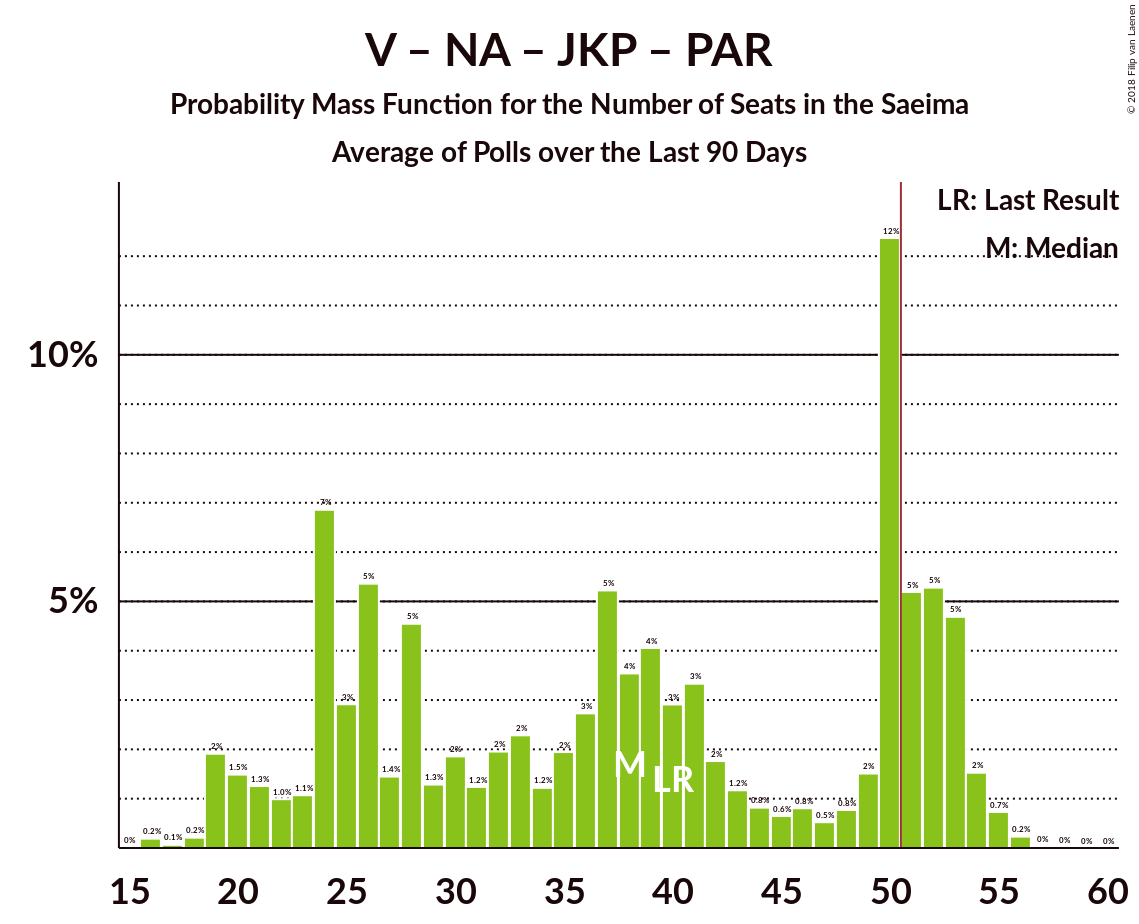 V – NA – JKP – PAR
Probability Mass Function for the Number of Seats in the Saeima
Average of Polls over the Last 90 Days
© 2018 Filip van Laenen
LR: Last Result
M: Median
10%
5%
0% 0.2% 0.1% 0.2% 2% 1.5% 1.3% 1.0% 1.1% 7% 3% 5% 1.4% 5% 1.3% 2% 1.2% 2% 2% 1.2% 2% 3% 5% 4% 4% 3% 3% 2% 1.2% 0.8% 0.6% 0.8% 0.5% 0.8% 2% 12% 5% 5% 5% 2% 0.7% 0.2% 0% 0% 0% 0%
M LR
15 20 25 30 35 40 45 50 55 60